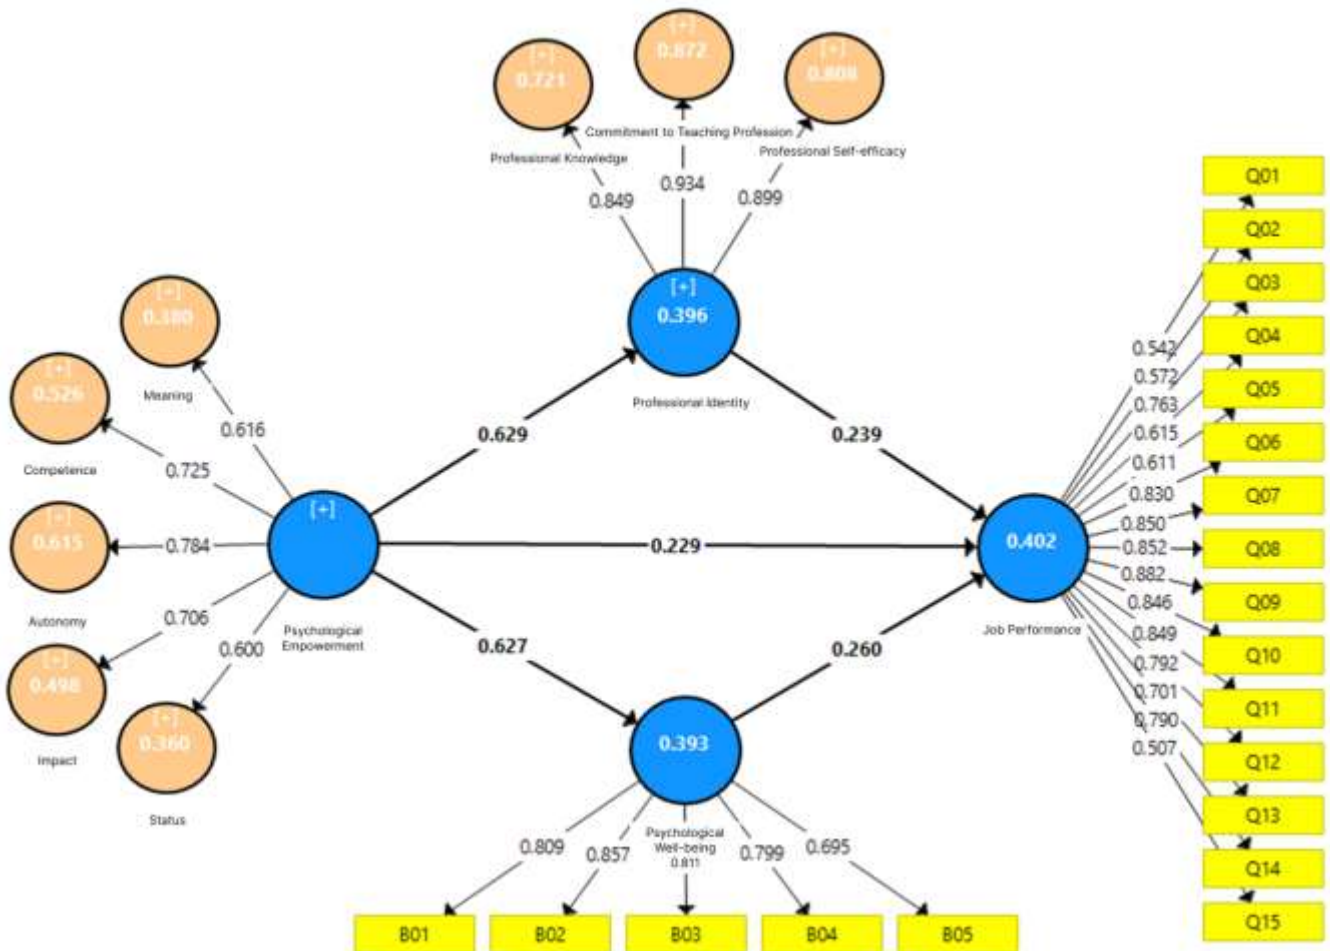 [+]
0.872
[+]
0.721
[+]
0.808
Commitment to Teaching Profession
Professional Knowledge
Professional Self-efficacy
0.849
0.934
0.899
[+]
0.396
Professional Identity
[+]
0.380
Meaning
[+]
0.526
Competence
[+]
0.615
Autonomy
[+]
0.498
Impact
[+]
0.360
Status
0.616
0.725
0.784
0.706
0.600
[+]
Psychological
Empowerment
0.629
0.239
0.229
0.627
0.260
0.402
Job Performance
0.393
Psychological
Well-being
0.811
0.809
0.857
0.799
0.695
B01
B02
B03
B04
B05
0.542
0.572
0.763
0.615
0.611
0.830
0.850
0.852
0.882
0.846
0.849
0.792
0.701
0.790
0.507
Q01
Q02
Q03
Q04
Q05
Q06
Q07
Q08
Q09
Q10
Q11
Q12
Q13
Q14
Q15